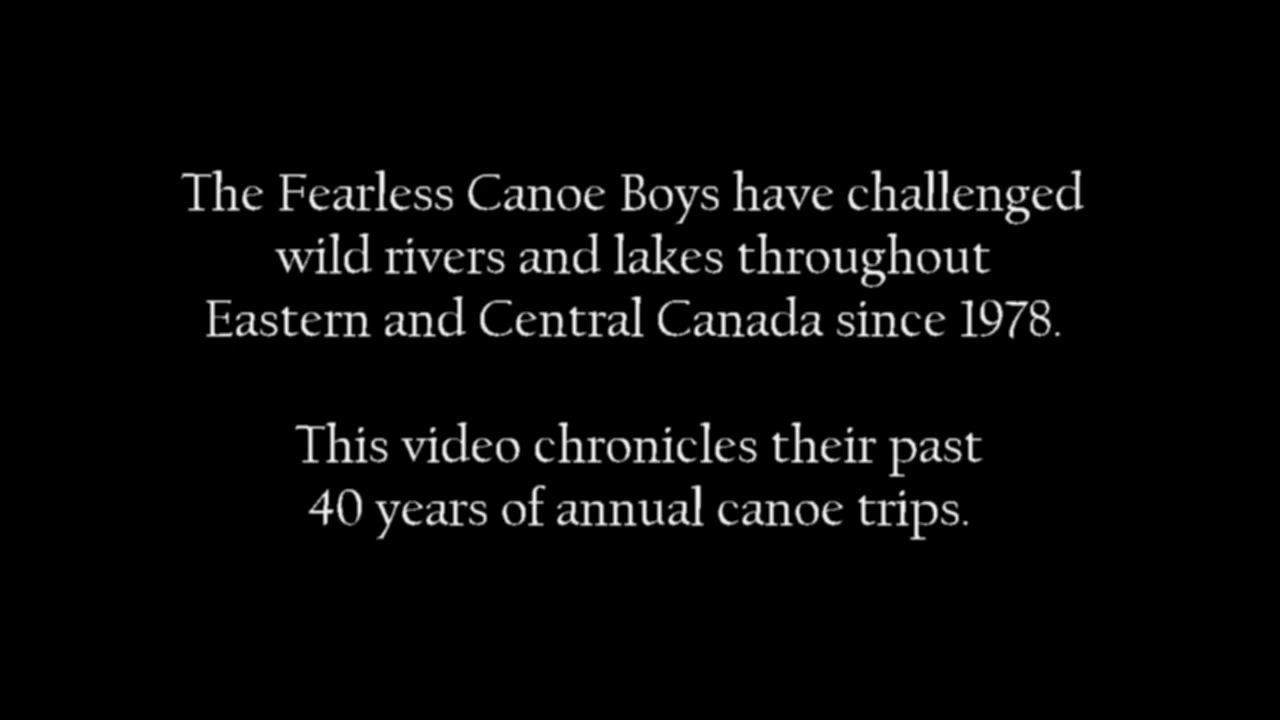 The Fearless Canoe Boys have challenged
wild rivers and lakes throughout
Eastern and Central Canada since 1978.
This video chronicles their past
40 years of annual canoe trips.